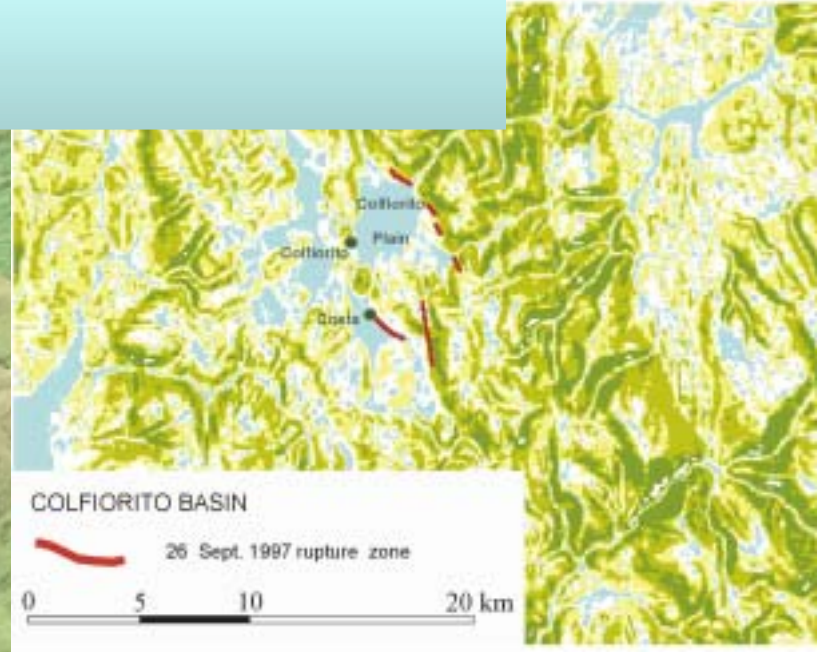 Colfiorito
Plain
Colfiorito
Costa
COLFIORITO BASIN
26 Sept. 1997 rupture zone
0 5 10 20 km